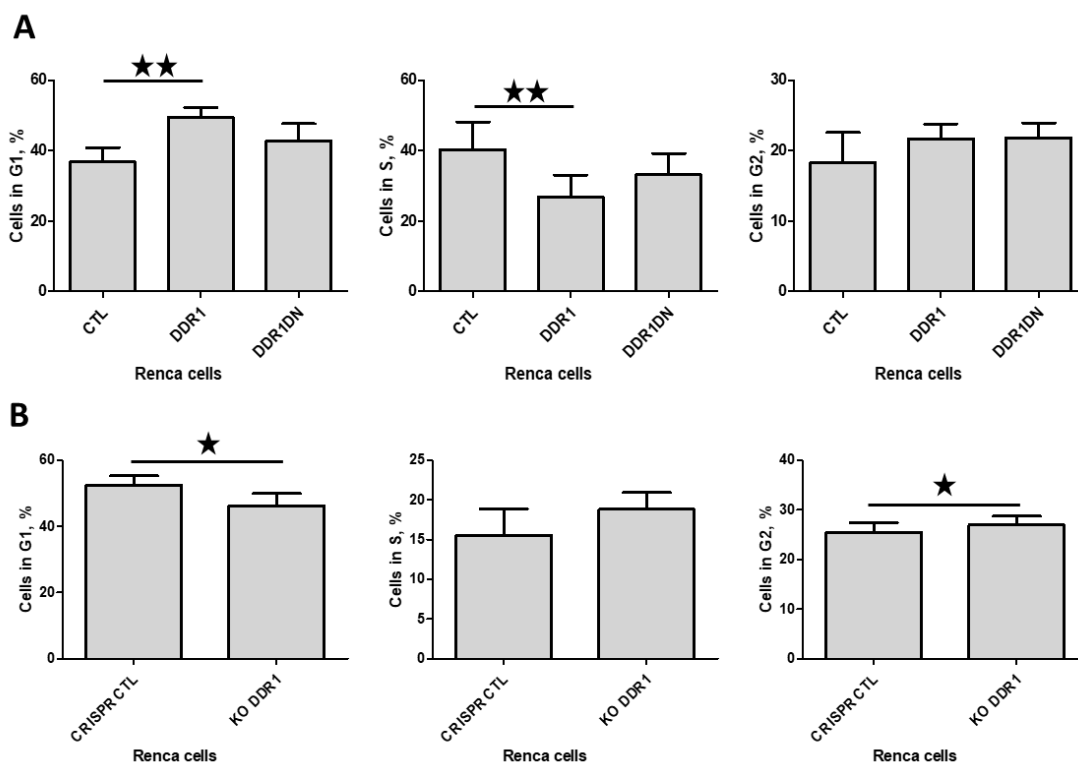 A
Cells in G1, %
60
40
20
0
★★
CTL
DDR1
DDR1DN
Renca cells
Cells in S, %
60
40
20
0
★★
CTL
DDR1
DDR1DN
Renca cells
Cells in G2, %
30
20
10
0
CTL
DDR1
DDR1DN
Renca cells
B
Cells in G1, %
60
40
20
0
★
CRISPR CTL
KO DDR1
Renca cells
Cells in S, %
25
20
15
10
5
0
CRISPR CTL
KO DDR1
Renca cells
Cells in G2, %
40
30
20
10
0
★
CRISPR CTL
KO DDR1
Renca cells